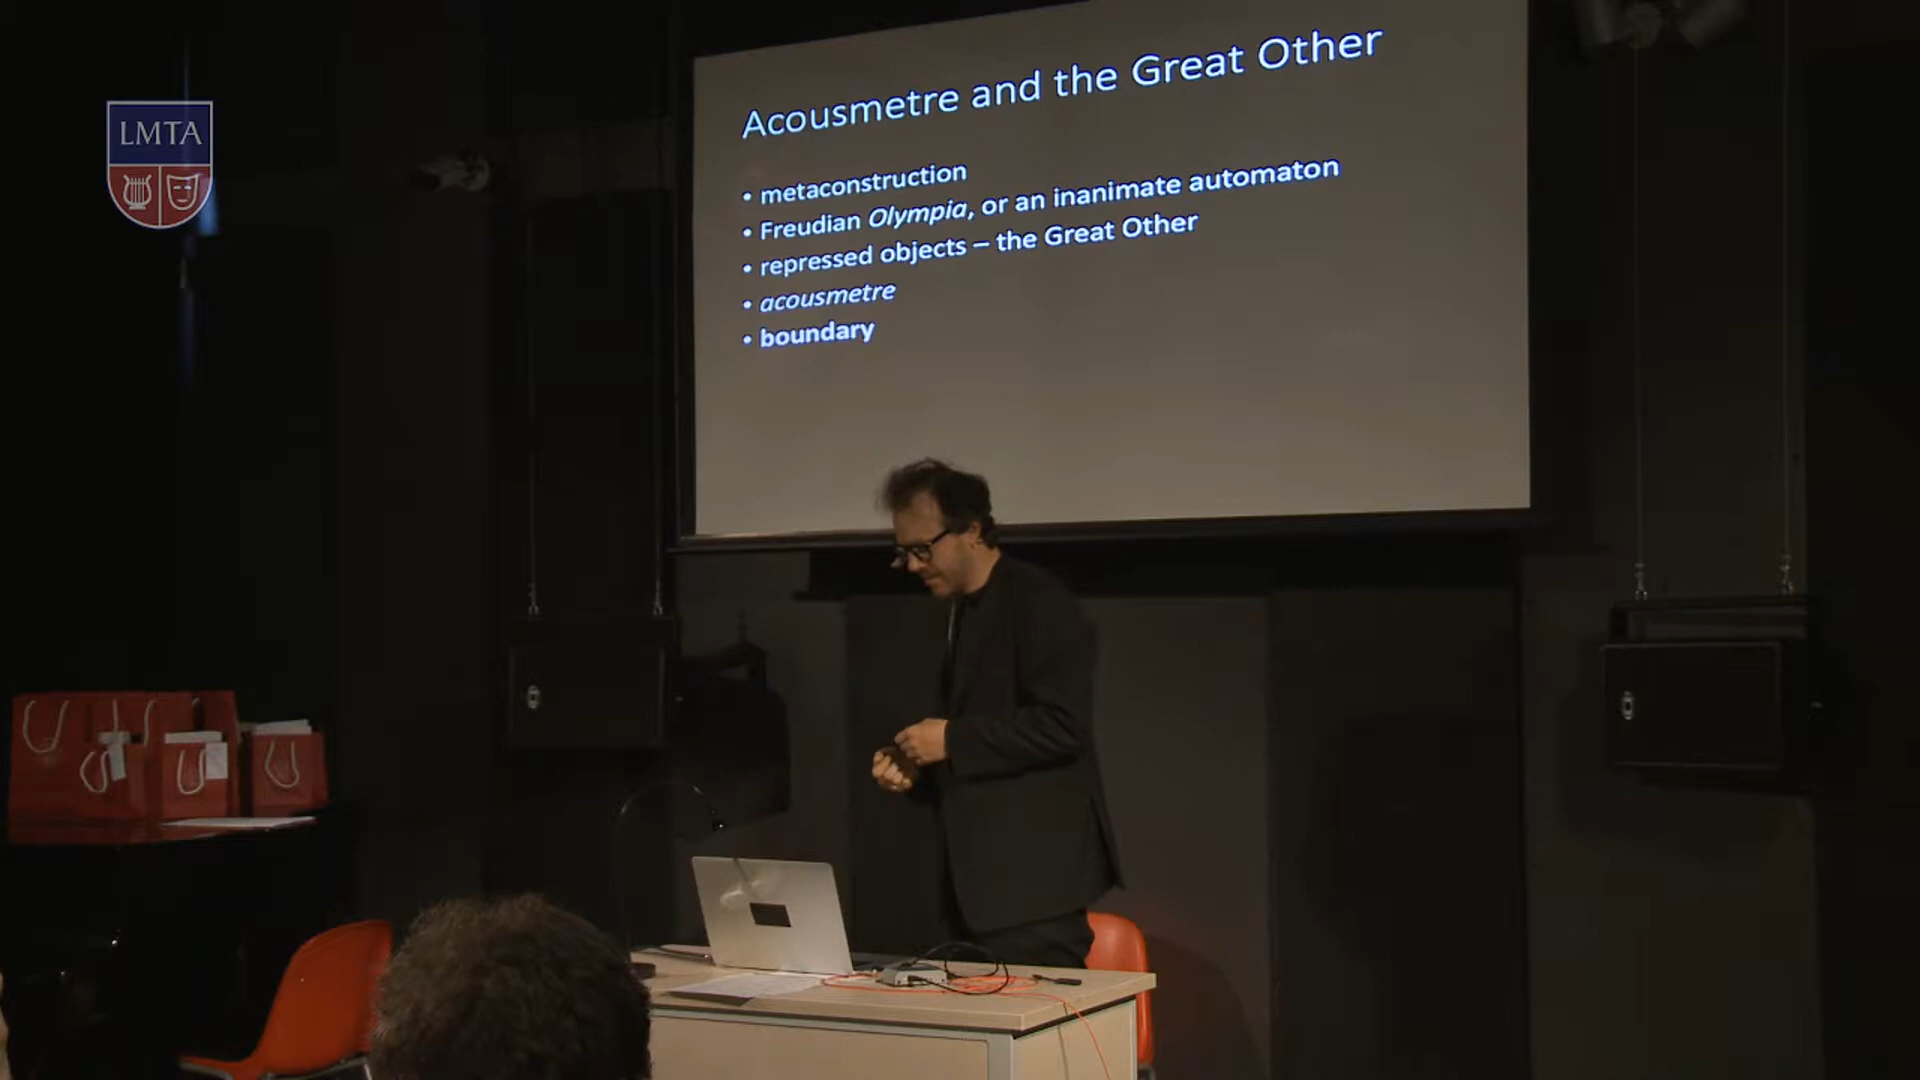 LMTA
Acousmetre and the Great Other
• metaconstruction
• Freudian Olympia, or an inanimate automaton
• repressed objects – the Great Other
• acousmetre
• boundary